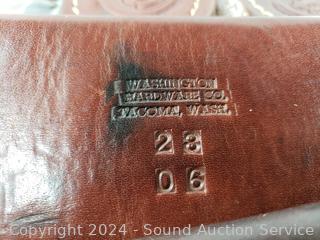 WASHINGTON
HARDWARE CO.
TACOMA, WASH.
23
06
Copyright 2024 - Sound Auction Service